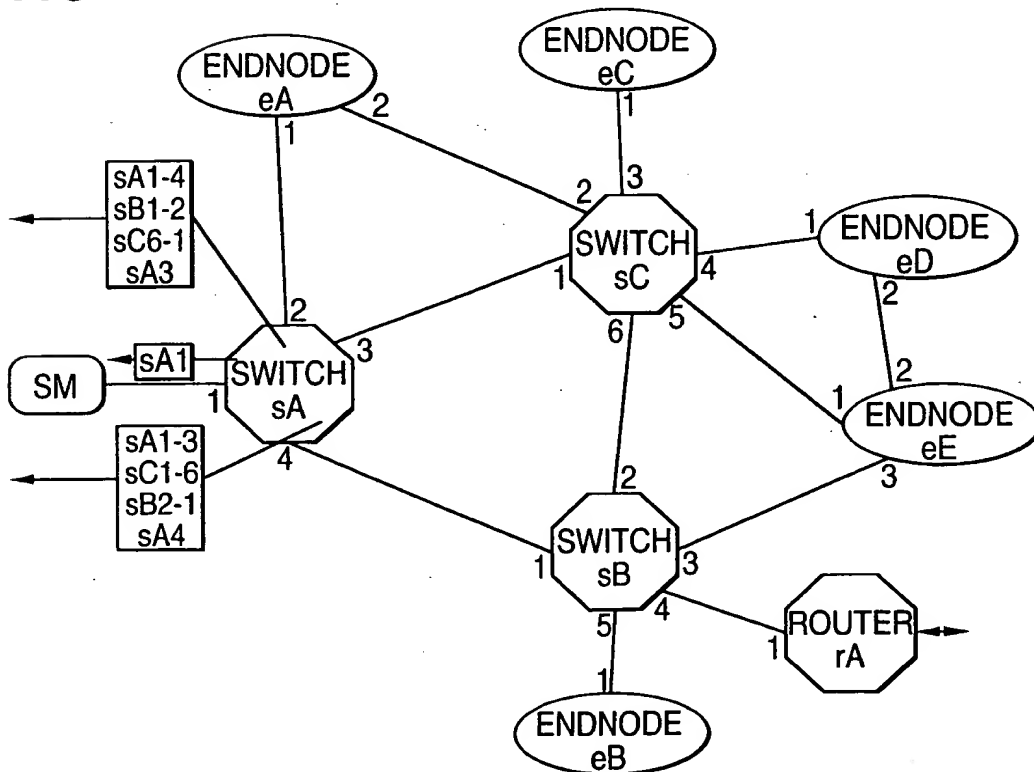 ENDNODE
eA
1
2
ENDNODE
eC
1
sA1-4
sB1-2
sC6-1
sA3
2
3
SWITCH
sC
1
4
5
6
1
ENDNODE
eD
2
2
3
sA1
SM
1
SWITCH
sA
4
1
2
ENDNODE
eE
3
sA1-3
sC1-6
sB2-1
sA4
2
SWITCH
sB
1
3
4
5
1
ROUTER
rA
1
ENDNODE
eB